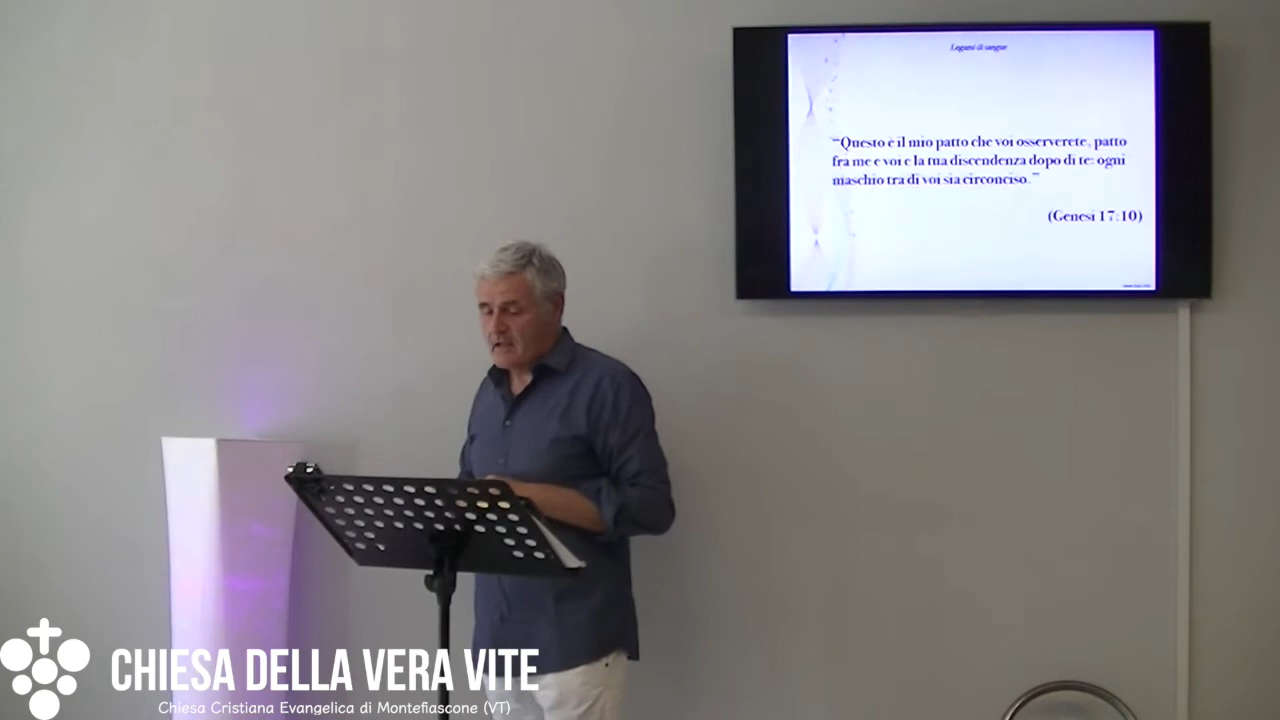 Legami di sangue
“Questo è il mio patto che voi osserverete, patto
fra me e voi e la tua discendenza dopo di te: ogni
maschio tra di voi sia circonciso.”
(Genesi 17:10)
CHIESA DELLA VERA VITE
Chiesa Cristiana Evangelica di Montefiascone (VT)